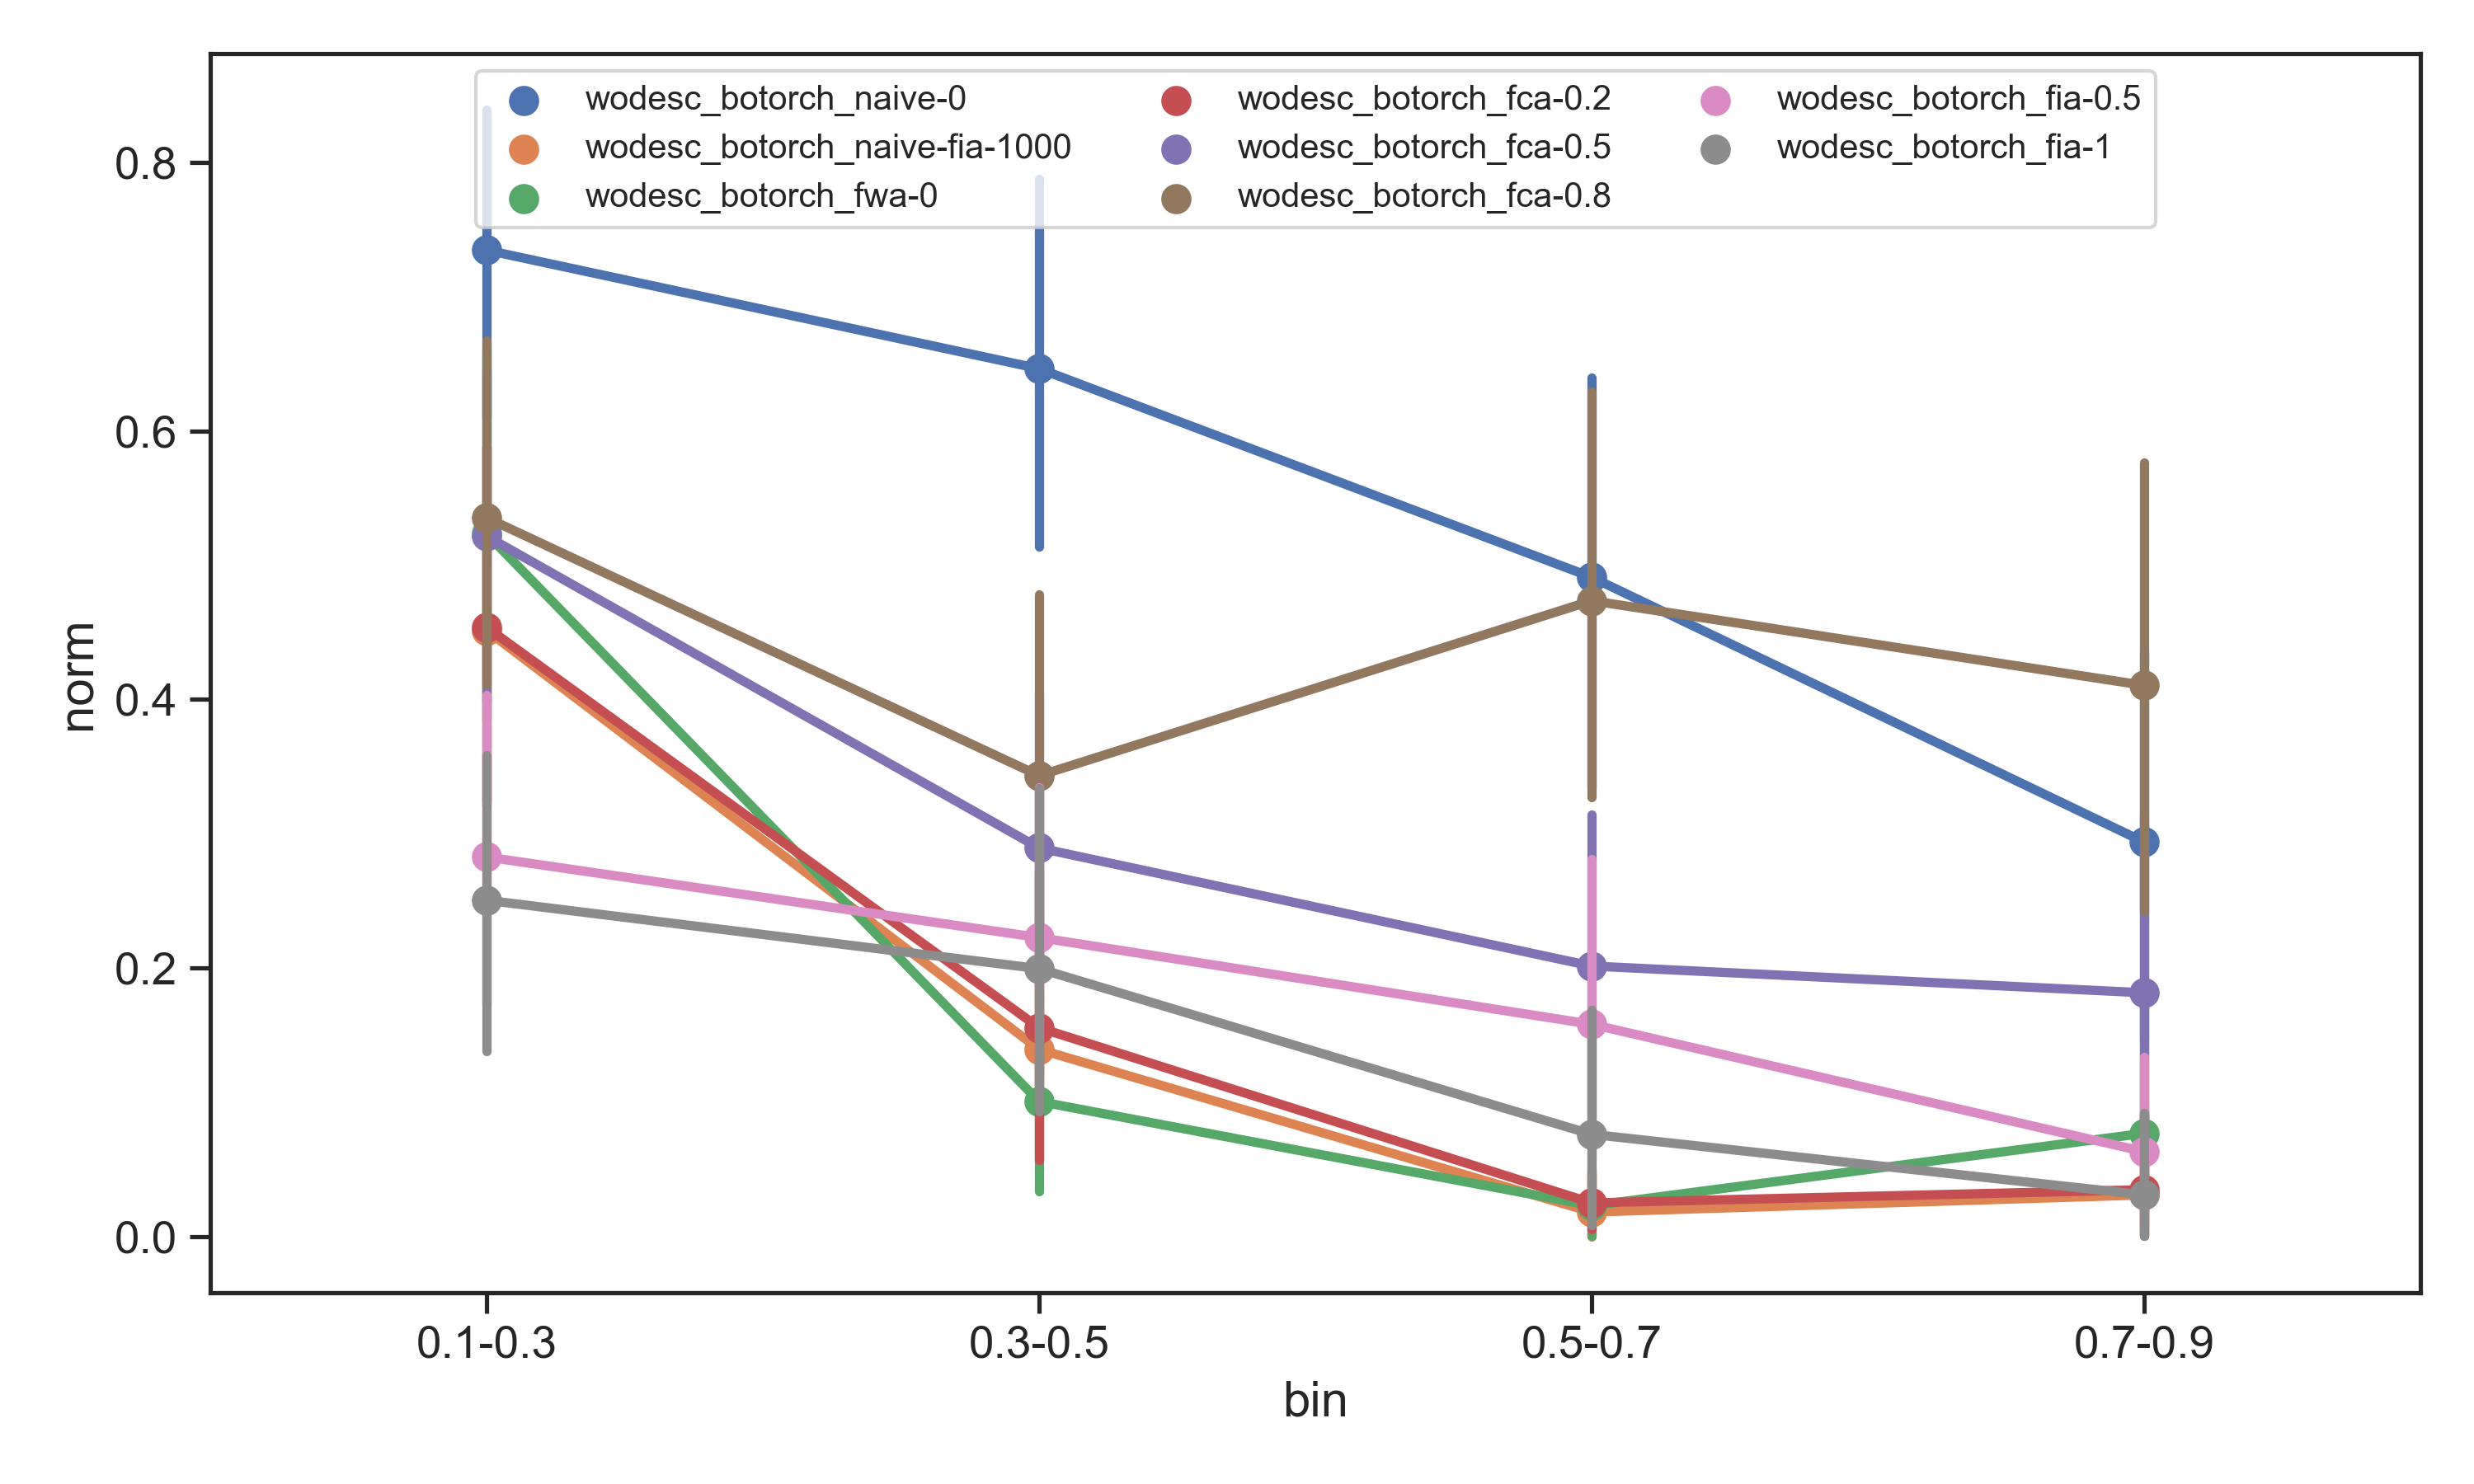 wodesc_botorch_naive-0
wodesc_botorch_naive-fia-1000
wodesc_botorch_fwa-0
wodesc_botorch_fca-0.2
wodesc_botorch_fca-0.5
wodesc_botorch_fca-0.8
wodesc_botorch_fia-0.5
wodesc_botorch_fia-1
norm
0.8
0.6
0.4
0.2
0.0
0.1-0.3
0.3-0.5
0.5-0.7
0.7-0.9
bin